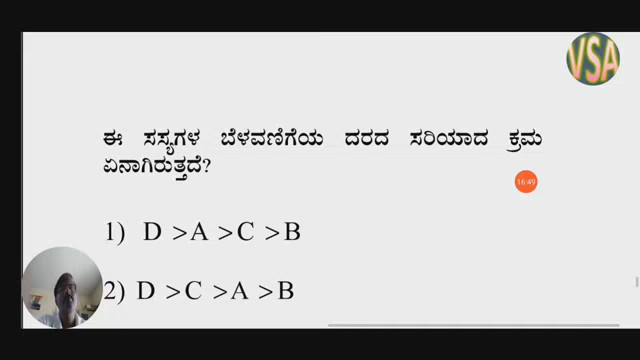 VSA
ಈ ಸಸ್ಯಗಳ ಬೆಳವಣಿಗೆಯ ದರದ ಸರಿಯಾದ ಕ್ರಮ
ಏನಾಗಿರುತ್ತದೆ?
16:49
1) D >A >C >B
2) D >C >A >B